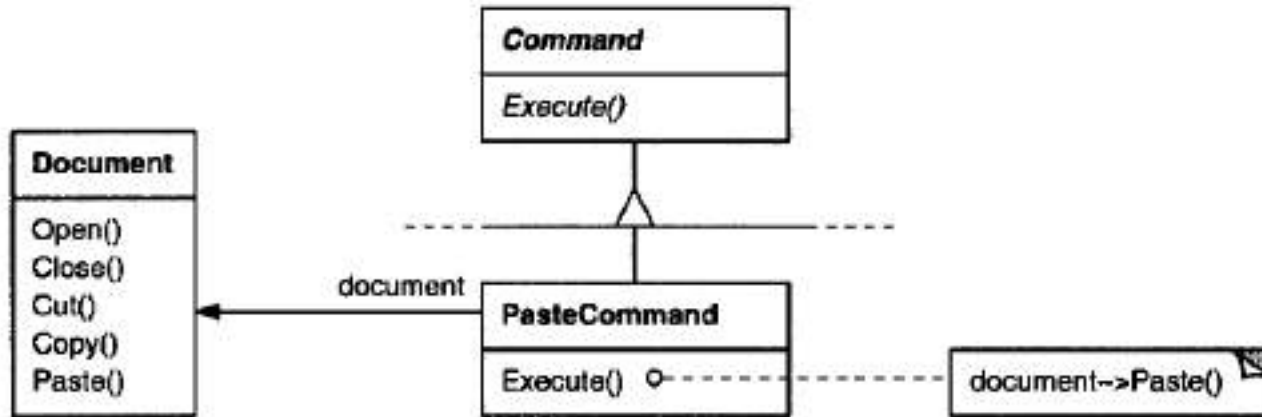 Command
Execute()
Document
Open()
Close()
Cut()
Copy()
Paste()
document
PasteCommand
Execute()
document->Paste()